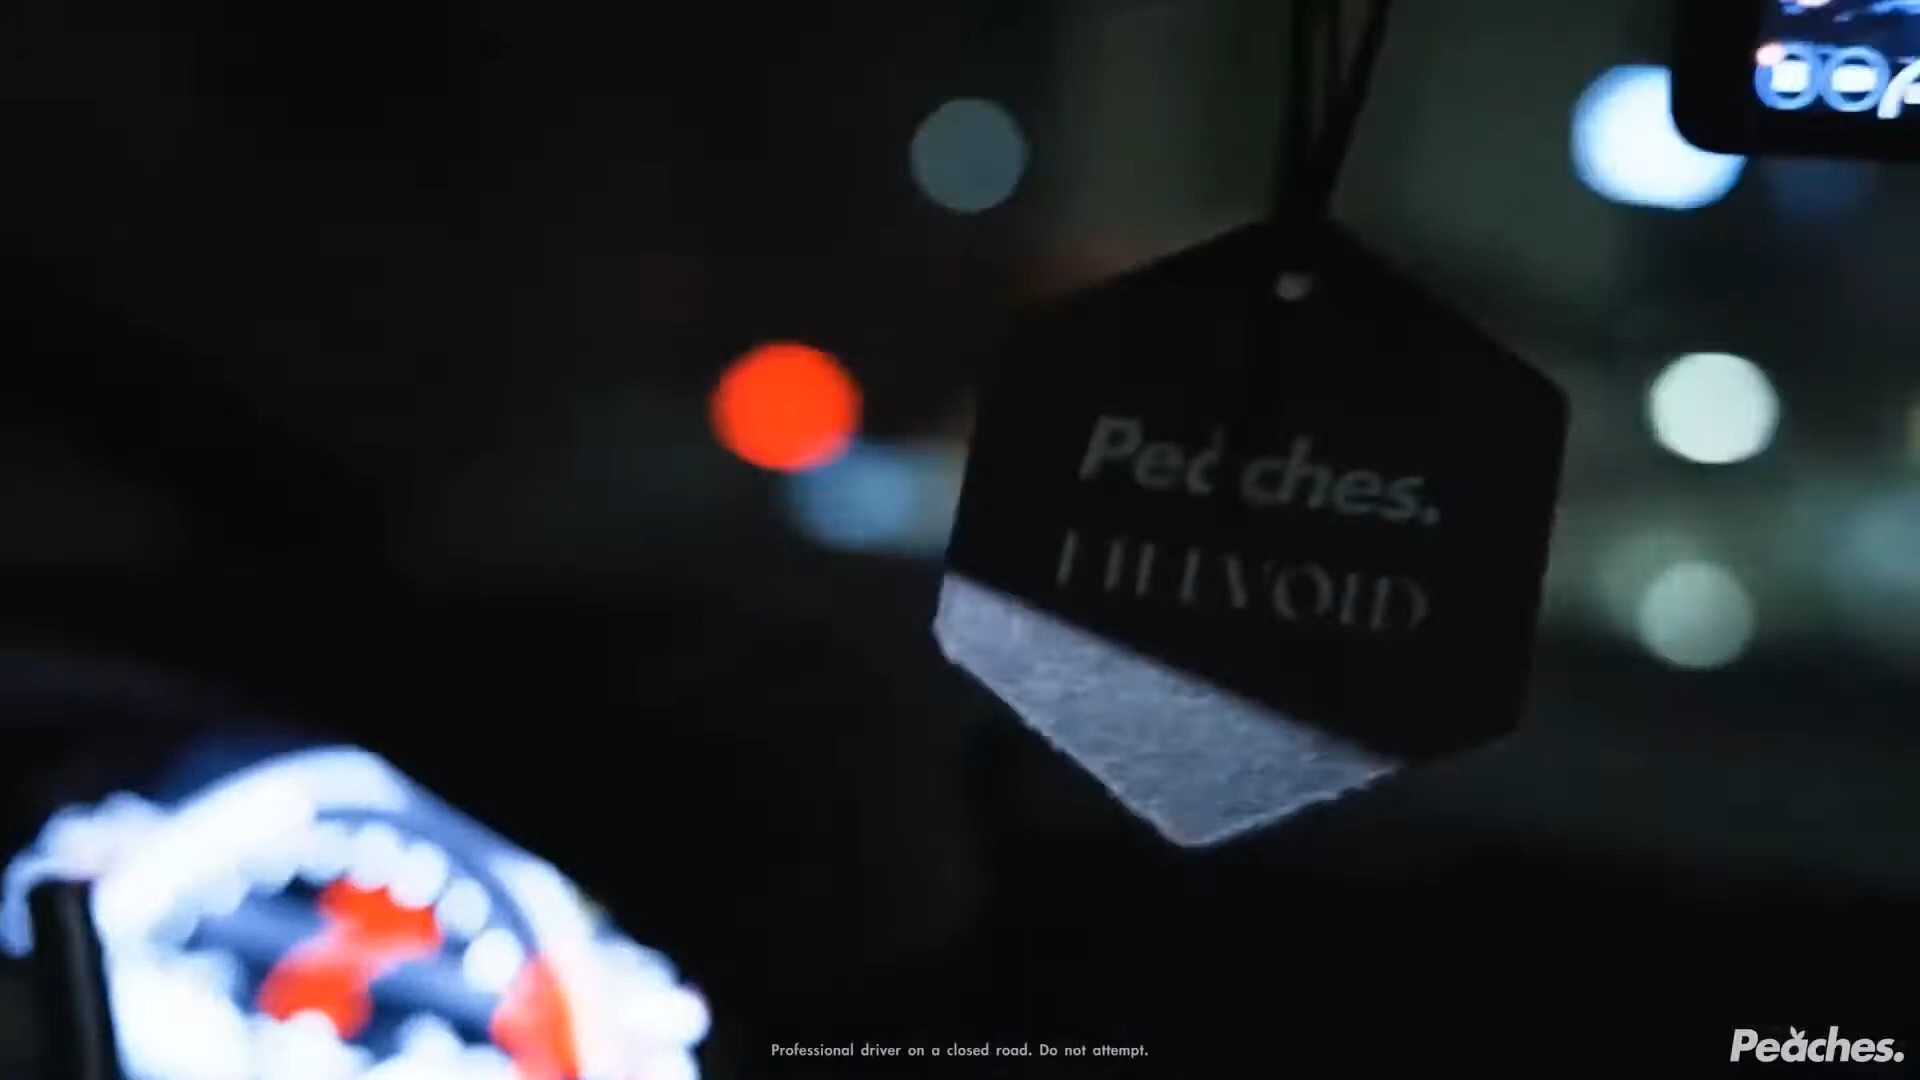 Peaches.
Professional driver on a closed road. Do not attempt.
Peaches.